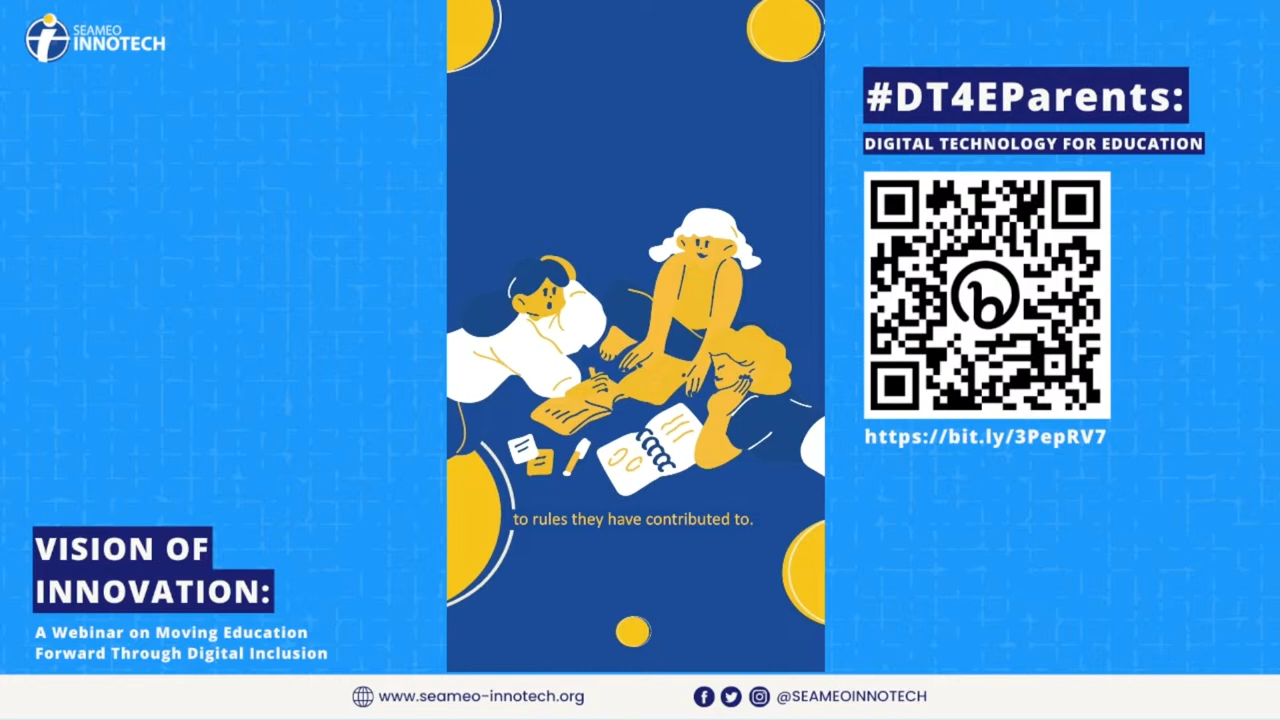 SEAMEO
INNOTECH
#DT4EParents:
DIGITAL TECHNOLOGY FOR EDUCATION
https://bit.ly/3PepRV7
to rules they have contributed to.
VISION OF
INNOVATION:
A Webinar on Moving Education
Forward Through Digital Inclusion
www.seameo-innotech.org
@SEAMEOINNOTECH